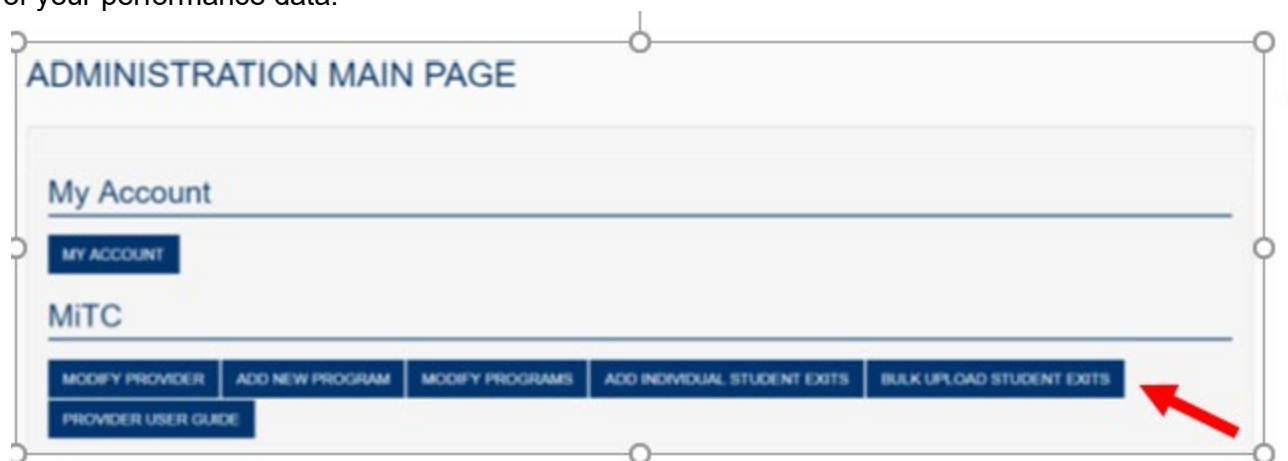 of your performance data.
ADMINISTRATION MAIN PAGE
My Account
MY ACCOUNT
MiTC
MODIFY PROVIDER ADD NEW PROGRAM MODIFY PROGRAMS ADD INDIVIDUAL STUDENT EXITS BULK UPLOAD STUDENT EXITS
PROVIDER USER GUIDE